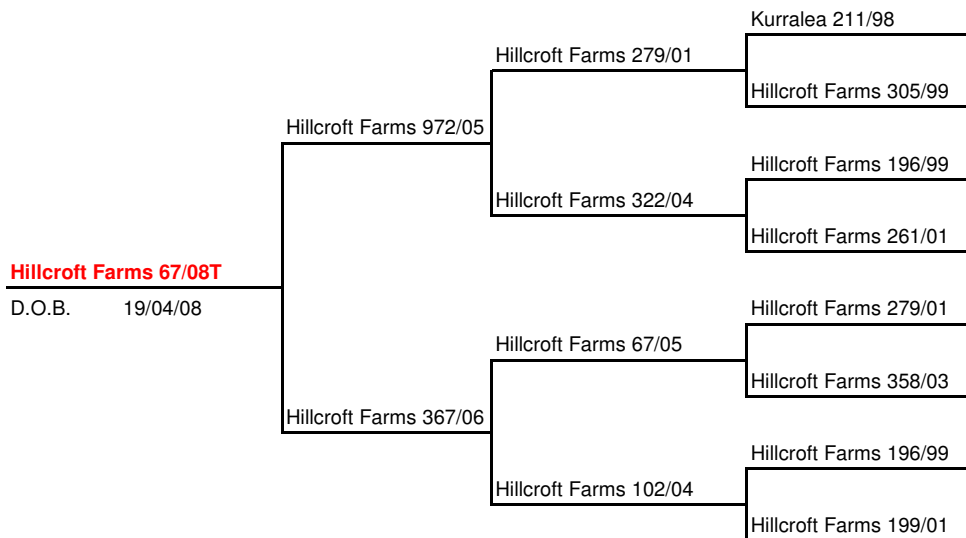 Kurralea 211/98
Hillcroft Farms 279/01
Hillcroft Farms 305/99
Hillcroft Farms 972/05
Hillcroft Farms 196/99
Hillcroft Farms 322/04
Hillcroft Farms 261/01
Hillcroft Farms 67/08T
D.O.B. 19/04/08
Hillcroft Farms 279/01
Hillcroft Farms 67/05
Hillcroft Farms 358/03
Hillcroft Farms 367/06
Hillcroft Farms 196/99
Hillcroft Farms 102/04
Hillcroft Farms 199/01